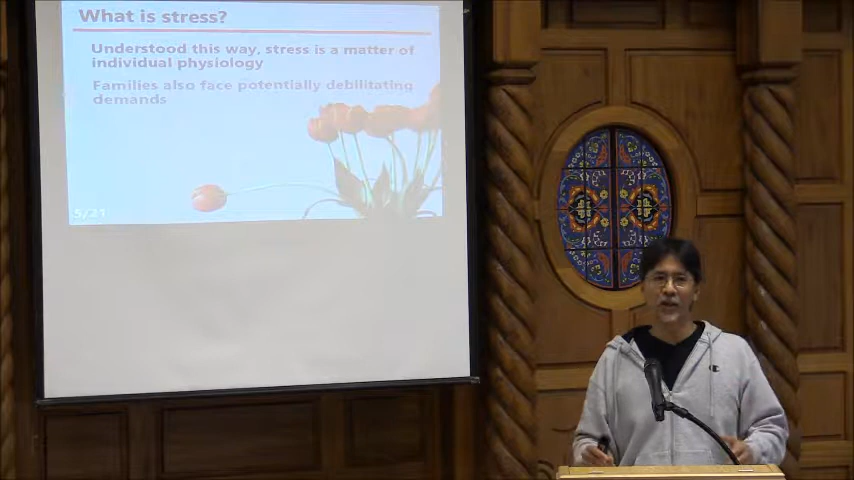 What is stress?
Understood this way, stress is a matter of
individual physiology
Families also face potentially debilitating
demands
5/21